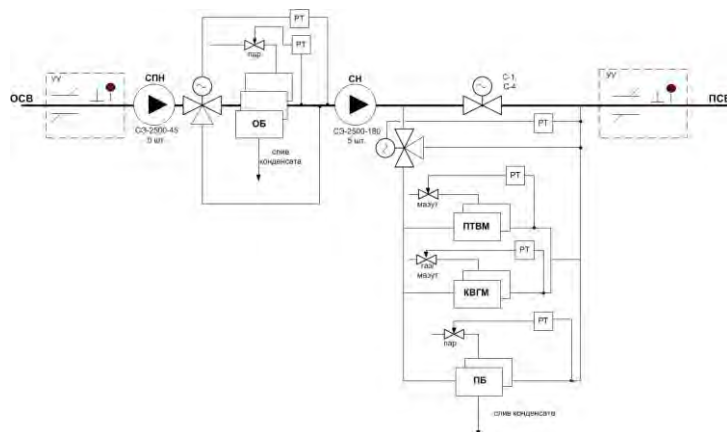 РТ
РТ
пар
УУ
СПН
ОСВ
СЭ-2500-45
5 шт
ОБ
слив
конденсата
СН
СЭ-2500-180
5 шт.
С-1,
С-4
УУ
ПСВ
РТ
РТ
мазут
ПТВМ
РТ
газ
мазут
КВГМ
РТ
пар
ПБ
слив конденсата